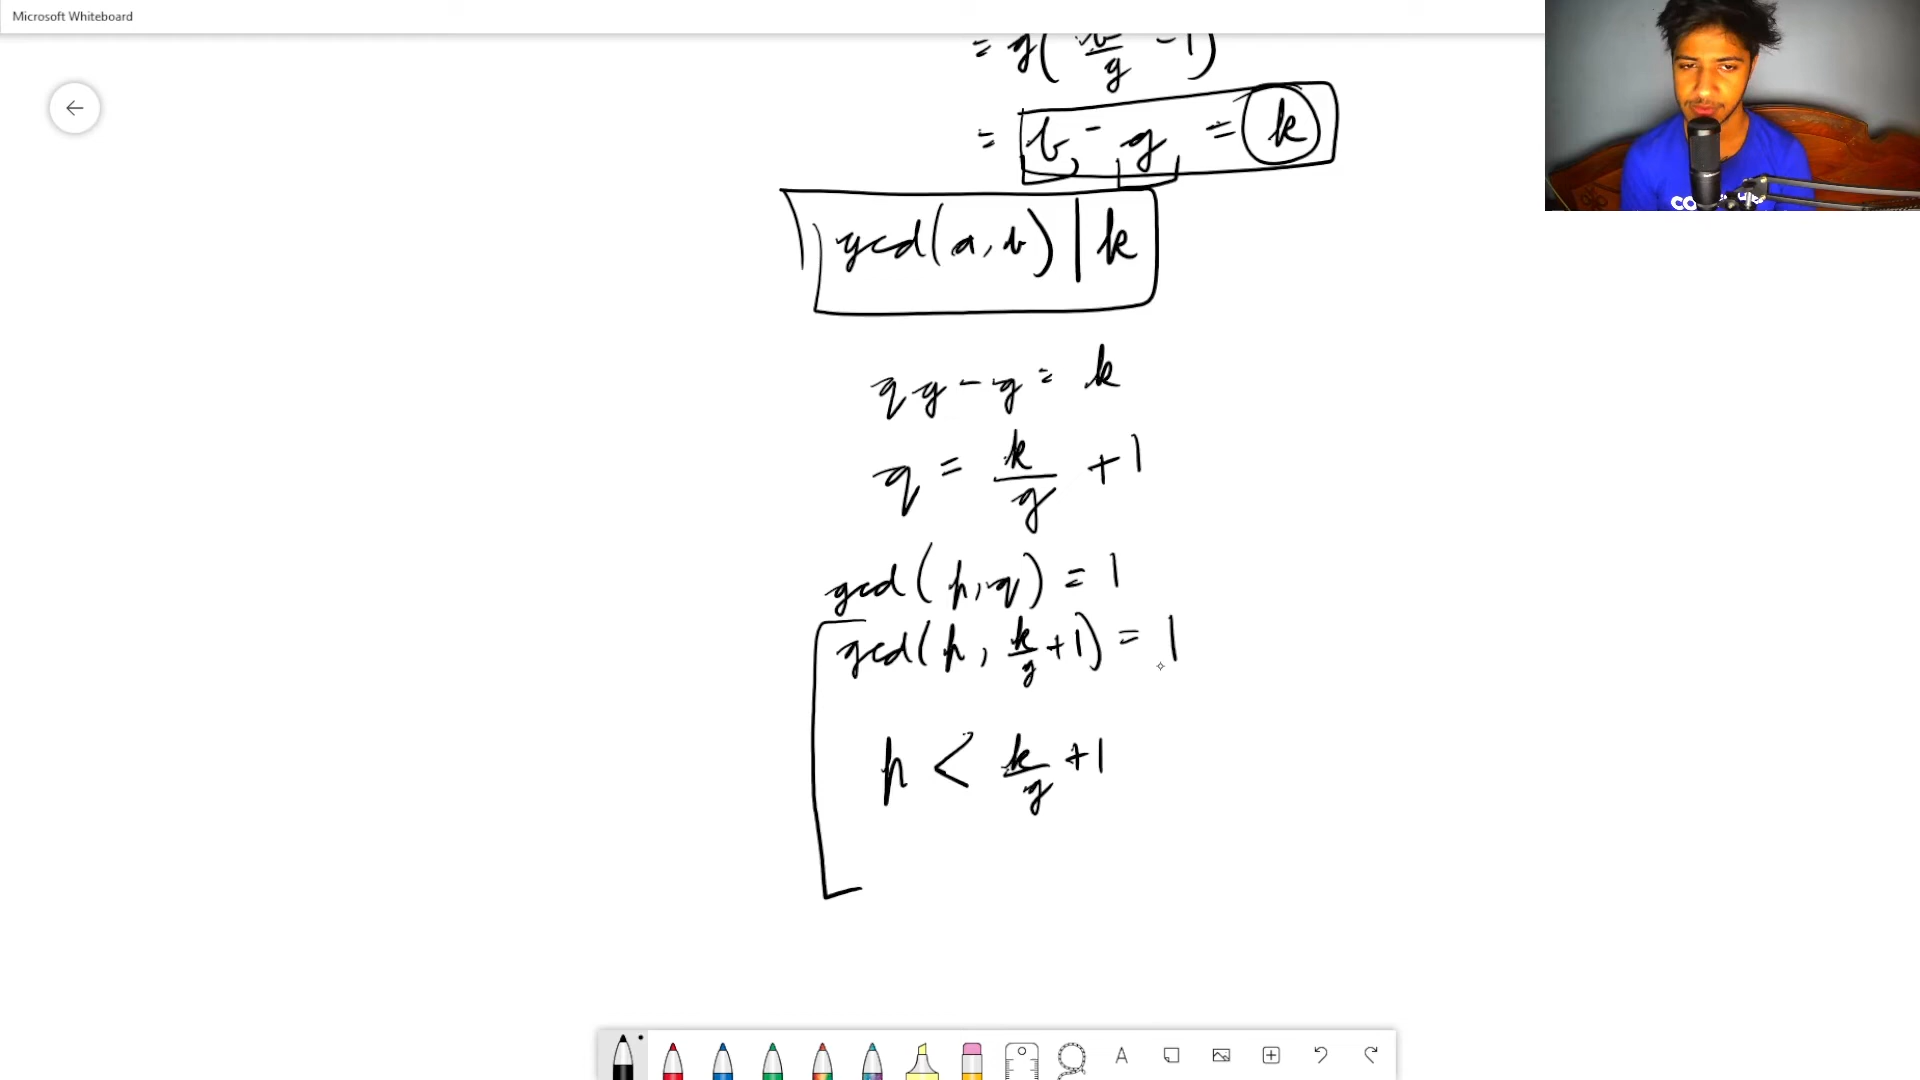 Microsoft Whiteboard
= g( b/g - 1)
= b - g = k
gcd(a, b) | k
qg - g = k
q = k/g + 1
gcd(p, q) = 1
gcd(p, k/g + 1) = 1
p < k/g + 1
A